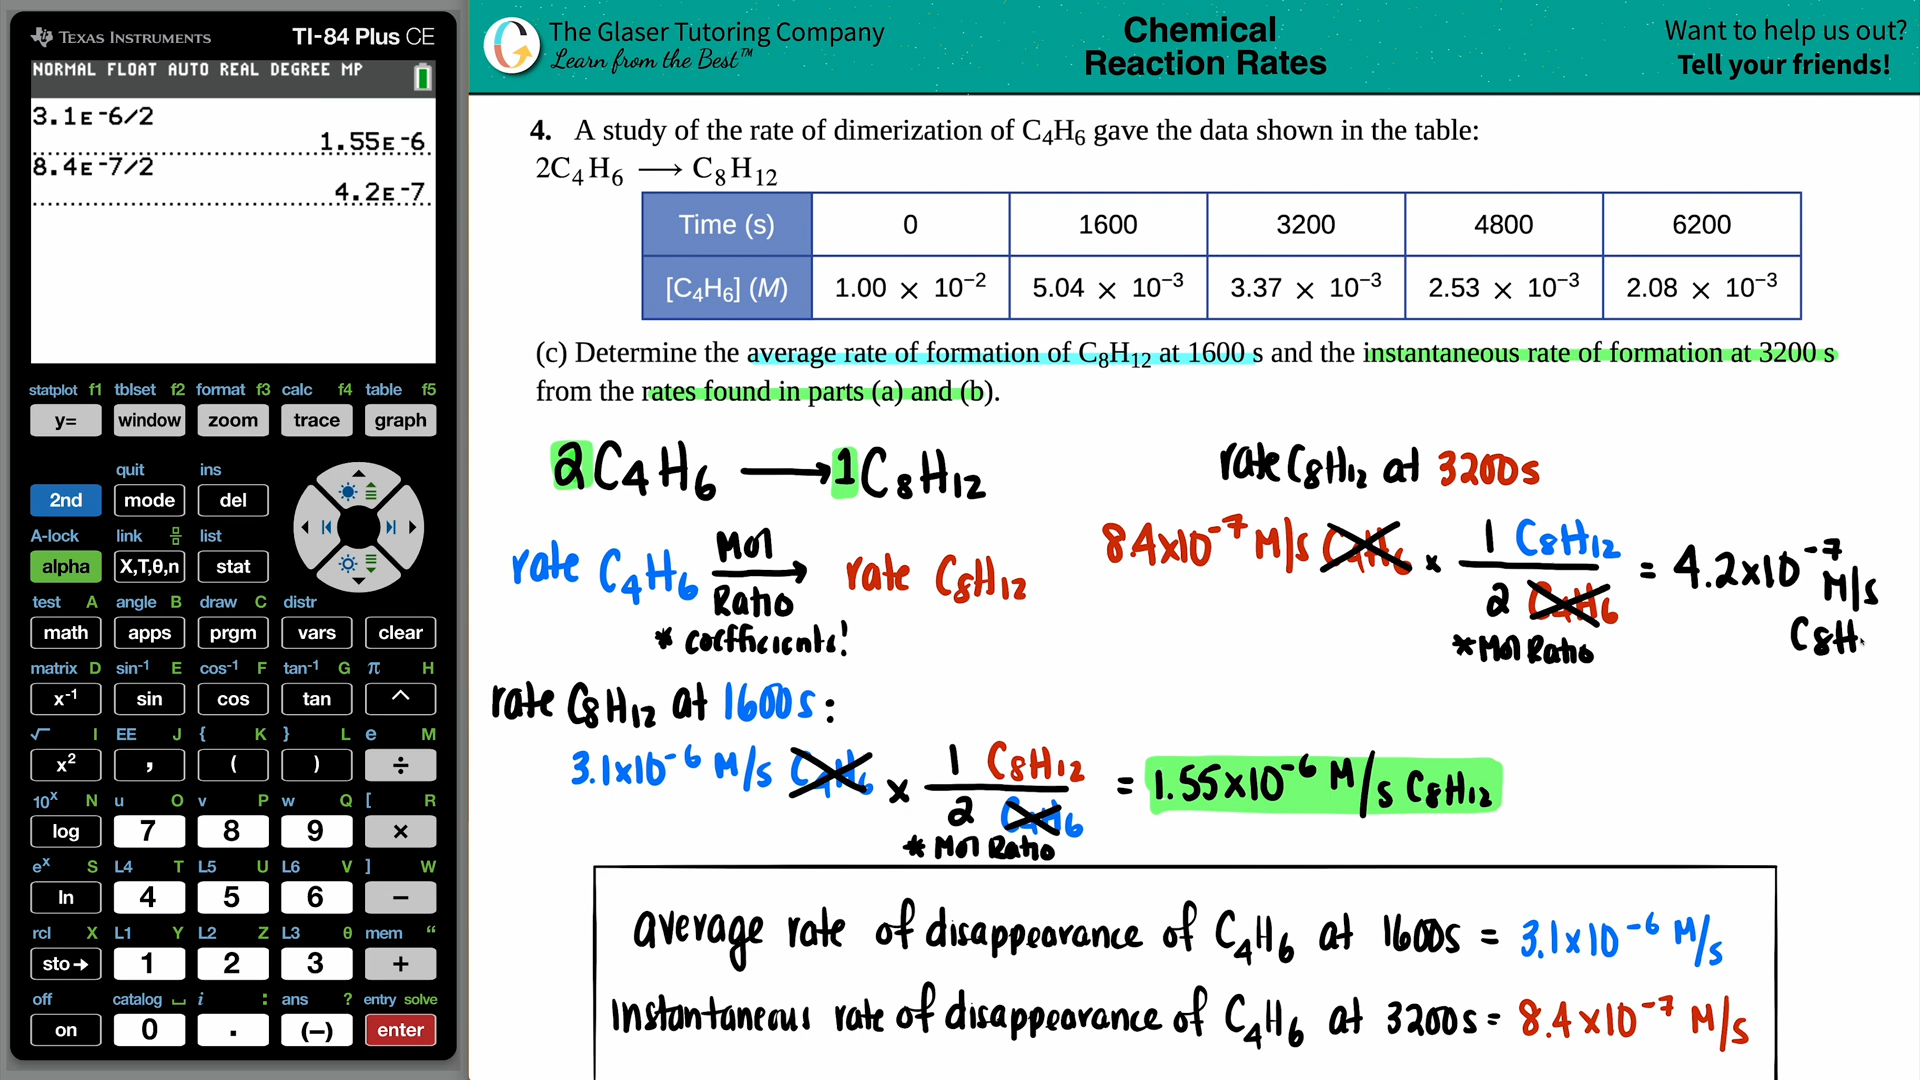 TEXAS INSTRUMENTS TI-84 Plus CE
NORMAL FLOAT AUTO REAL DEGREE MP
3.1ᴇ-6/2
1.55ᴇ-6
8.4ᴇ-7/2
4.2ᴇ-7
statplot f1 tblset f2 format f3 calc f4 table f5
y= window zoom trace graph
quit ins
2nd mode del
A-lock link list
alpha X,T,θ,n stat
test A angle B draw C distr
math apps prgm vars clear
matrix D sin⁻¹ E cos⁻¹ F tan⁻¹ G π H
x⁻¹ sin cos tan ^
√ I EE J { K } L e M
x² , ( ) ÷
10ˣ N u O v P w Q [ R
log 7 8 9 ×
eˣ S L4 T L5 U L6 V ] W
ln 4 5 6 −
rcl X L1 Y L2 Z L3 θ mem “
sto→ 1 2 3 +
off catalog ⎵ i : ans ? entry solve
on 0 . (−) enter
The Glaser Tutoring Company
Learn from the Best™
Chemical
Reaction Rates
Want to help us out?
Tell your friends!
4. A study of the rate of dimerization of C₄H₆ gave the data shown in the table:
2C₄H₆ ⟶ C₈H₁₂
Time (s) 0 1600 3200 4800 6200
[C₄H₆] (M) 1.00 × 10⁻² 5.04 × 10⁻³ 3.37 × 10⁻³ 2.53 × 10⁻³ 2.08 × 10⁻³
(c) Determine the average rate of formation of C₈H₁₂ at 1600 s and the instantaneous rate of formation at 3200 s
from the rates found in parts (a) and (b).
2C₄H₆ ⟶ 1C₈H₁₂
rate C₄H₆ Mol Ratio → rate C₈H₁₂
* coefficients!
rate C₈H₁₂ at 3200s
8.4x10⁻⁷ M/s C₄H₆ x 1 C₈H₁₂ / 2 C₄H₆ = 4.2x10⁻⁷ M/s
C8H
*Mol Ratio
rate C₈H₁₂ at 1600s:
3.1x10⁻⁶ M/s C₄H₆ x 1 C₈H₁₂ / 2 C₄H₆ = 1.55x10⁻⁶ M/s C₈H₁₂
* Mol Ratio
average rate of disappearance of C₄H₆ at 1600s = 3.1x10⁻⁶ M/s
instantaneous rate of disappearance of C₄H₆ at 3200s = 8.4x10⁻⁷ M/s